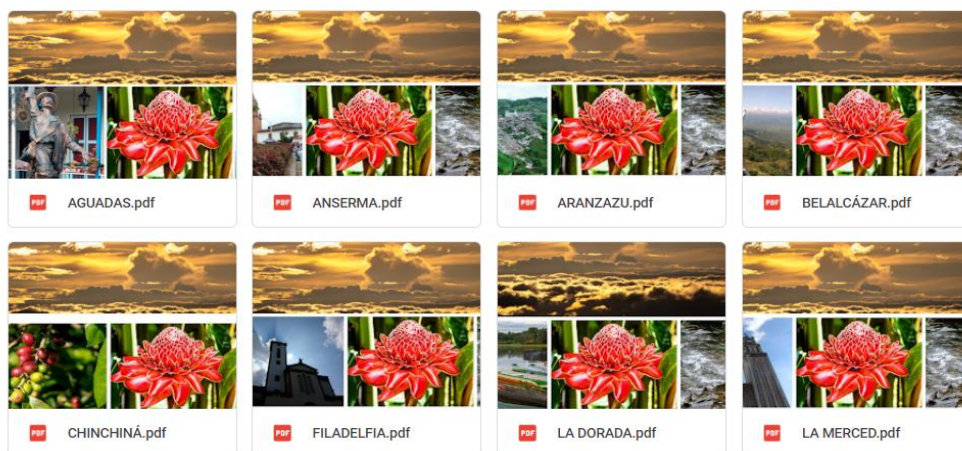 PDF AGUADAS.pdf
PDF ANSERMA.pdf
PDF ARANZAZU.pdf
PDF BELALCÁZAR.pdf
PDF CHINCHINÁ.pdf
PDF FILADELFIA.pdf
PDF LA DORADA.pdf
PDF LA MERCED.pdf